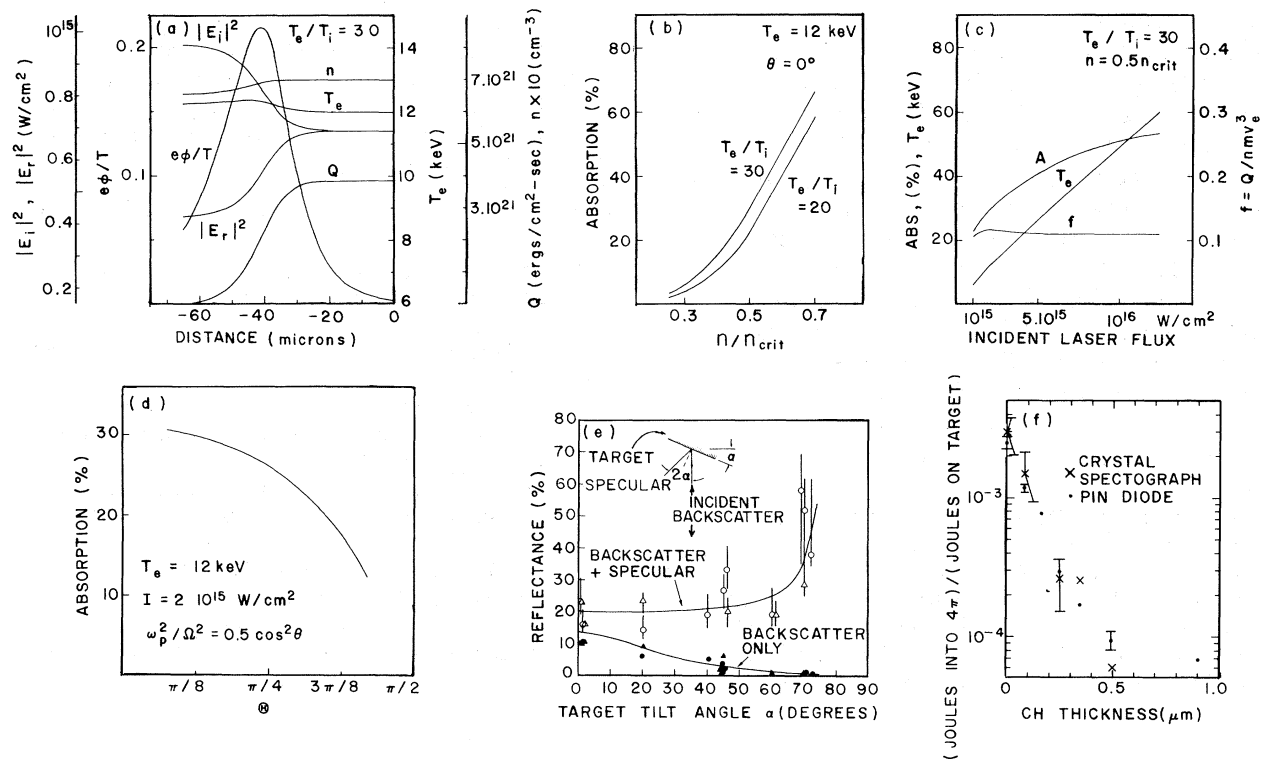 (a)
|E_i|^2
T_e/T_i = 30
n
T_e
eφ/T
Q
|E_r|^2
10^15
0.8
0.6
0.4
0.2
|E_i|^2, |E_r|^2 (W/cm^2)
0.2
0.1
eφ/T
14
12
10
8
6
T_e (keV)
7.10^21
5.10^21
3.10^21
Q (ergs/cm^2-sec), n×10 (cm^-3)
-60 -40 -20 0
DISTANCE (microns)
(b)
T_e = 12 keV
θ = 0°
T_e/T_i
= 30
T_e/T_i
= 20
80
60
40
20
ABSORPTION (%)
0.3 0.5 0.7
n/n_crit
(c)
T_e / T_i = 30
n = 0.5 n_crit
A
T_e
f
80
60
40
20
ABS, (%), T_e (keV)
0.4
0.3
0.2
0.1
f = Q/nmv_e^3
10^15 5.10^15 10^16 W/cm^2
INCIDENT LASER FLUX
(d)
30
20
10
ABSORPTION (%)
T_e = 12 keV
I = 2 10^15 W/cm^2
ω_p^2/Ω^2 = 0.5 cos^2θ
π/8 π/4 3π/8 π/2
Θ
(e)
80
70
60
50
40
30
20
10
0
REFLECTANCE (%)
TARGET
α
SPECULAR
2α
INCIDENT
BACKSCATTER
BACKSCATTER
+ SPECULAR
BACKSCATTER
ONLY
0 10 20 30 40 50 60 70 80 90
TARGET TILT ANGLE α (DEGREES)
(f)
× CRYSTAL
SPECTOGRAPH
• PIN DIODE
10^-3
10^-4
(JOULES INTO 4π)/(JOULES ON TARGET)
0 0.5 1.0
CH THICKNESS(μm)